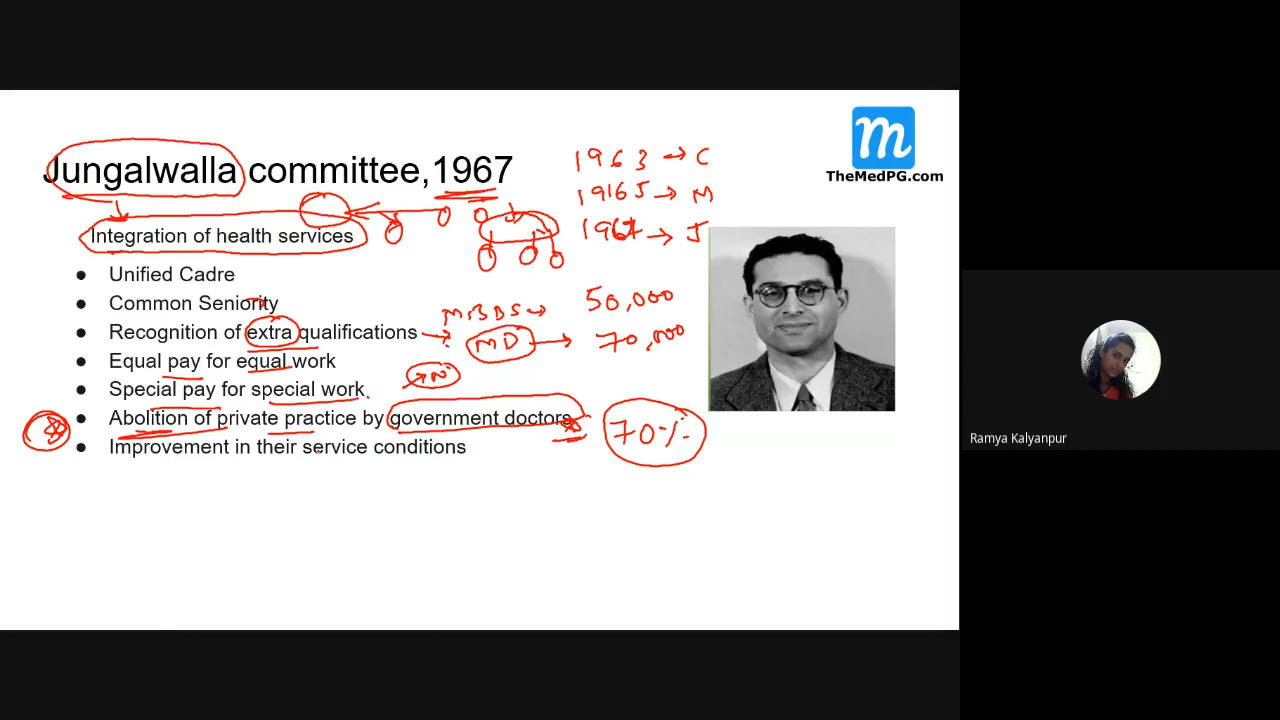 TheMedPG.com
Jungalwalla committee,1967
1963 → C
1965 → M
1967 → J
Integration of health services
● Unified Cadre
● Common Seniority
MBBS → 50,000
● Recognition of extra qualifications → MD → 70,000
● Equal pay for equal work
● Special pay for special work
● Abolition of private practice by government doctors
70%
● Improvement in their service conditions
Ramya Kalyanpur